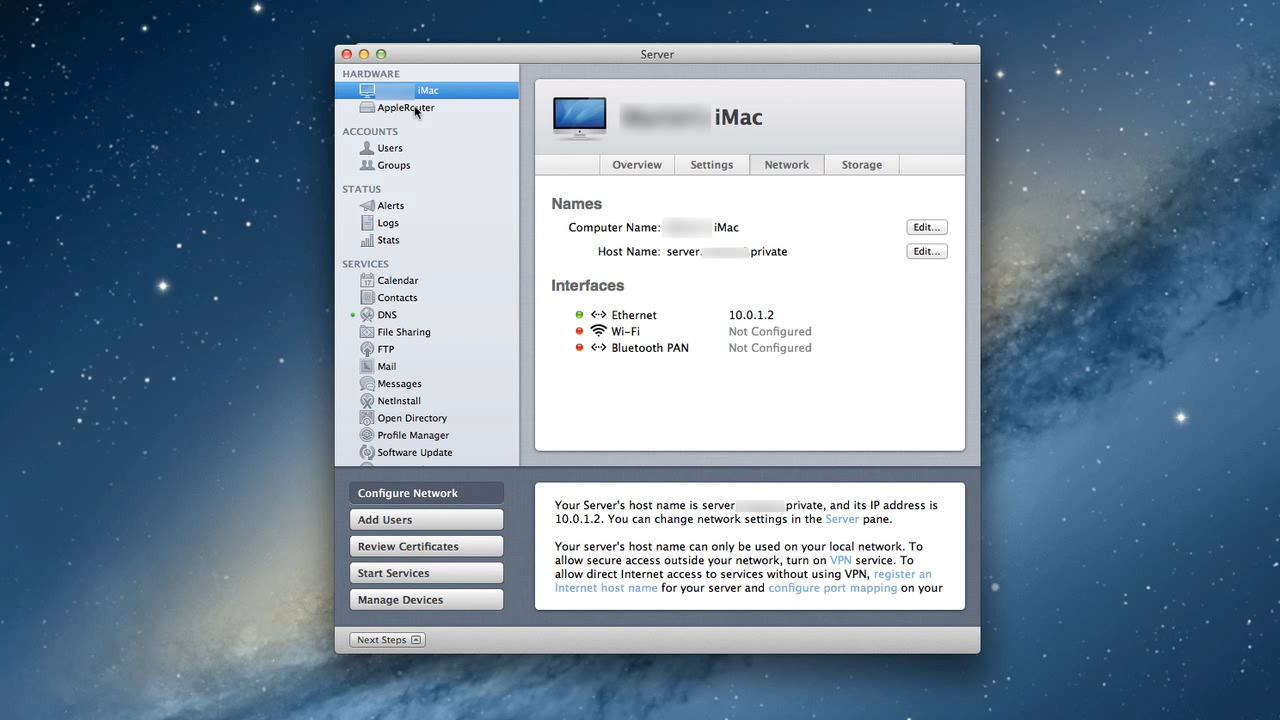 Server
HARDWARE
iMac
AppleRouter
ACCOUNTS
Users
Groups
STATUS
Alerts
Logs
Stats
SERVICES
Calendar
17
Contacts
DNS
File Sharing
FTP
Mail
Messages
NetInstall
Open Directory
Profile Manager
Software Update
iMac
Overview Settings Network Storage
Names
Computer Name: iMac Edit...
Host Name: server. private Edit...
Interfaces
Ethernet 10.0.1.2
Wi-Fi Not Configured
Bluetooth PAN Not Configured
Configure Network
Add Users
Review Certificates
Start Services
Manage Devices
Your Server's host name is server private, and its IP address is
10.0.1.2. You can change network settings in the Server pane.
Your server's host name can only be used on your local network. To
allow secure access outside your network, turn on VPN service. To
allow direct Internet access to services without using VPN, register an
Internet host name for your server and configure port mapping on your
Next Steps